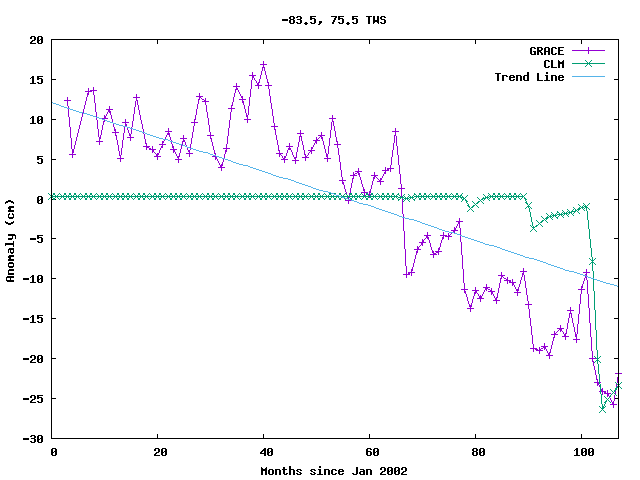 -83.5, 75.5 TWS
GRACE
CLM
Trend Line
20
15
10
5
0
-5
-10
-15
-20
-25
-30
Anomaly (cm)
0 20 40 60 80 100
Months since Jan 2002